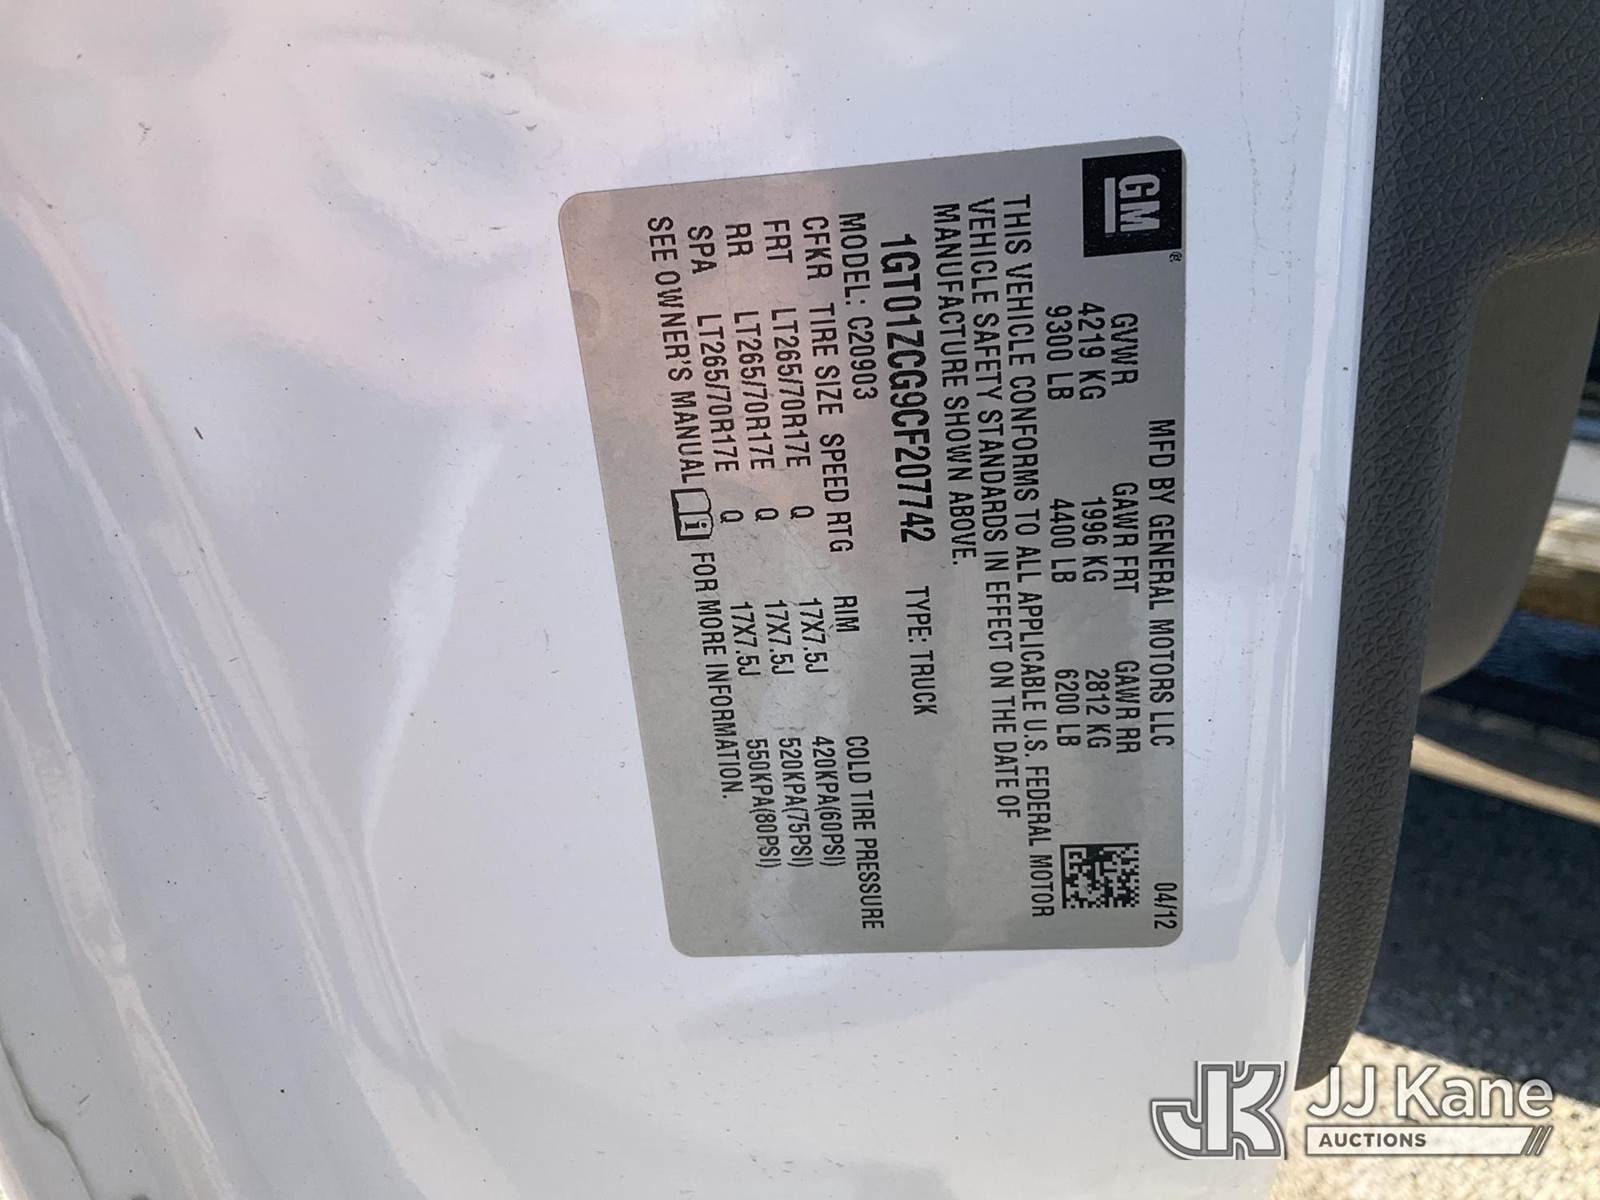 GM
MFD BY GENERAL MOTORS LLC 04/12
GVWR GAWR FRT GAWR RR
4219 KG 1996 KG 2812 KG
9300 LB 4400 LB 6200 LB
THIS VEHICLE CONFORMS TO ALL APPLICABLE U.S. FEDERAL MOTOR
VEHICLE SAFETY STANDARDS IN EFFECT ON THE DATE OF
MANUFACTURE SHOWN ABOVE.
1GT01ZCG9CF207742 TYPE: TRUCK
MODEL: C20903
CFKR TIRE SIZE SPEED RTG RIM COLD TIRE PRESSURE
FRT LT265/70R17E Q 17X7.5J 420KPA(60PSI)
RR LT265/70R17E Q 17X7.5J 520KPA(75PSI)
SPA LT265/70R17E Q 17X7.5J 550KPA(80PSI)
SEE OWNER'S MANUAL FOR MORE INFORMATION.
JK JJ Kane
AUCTIONS